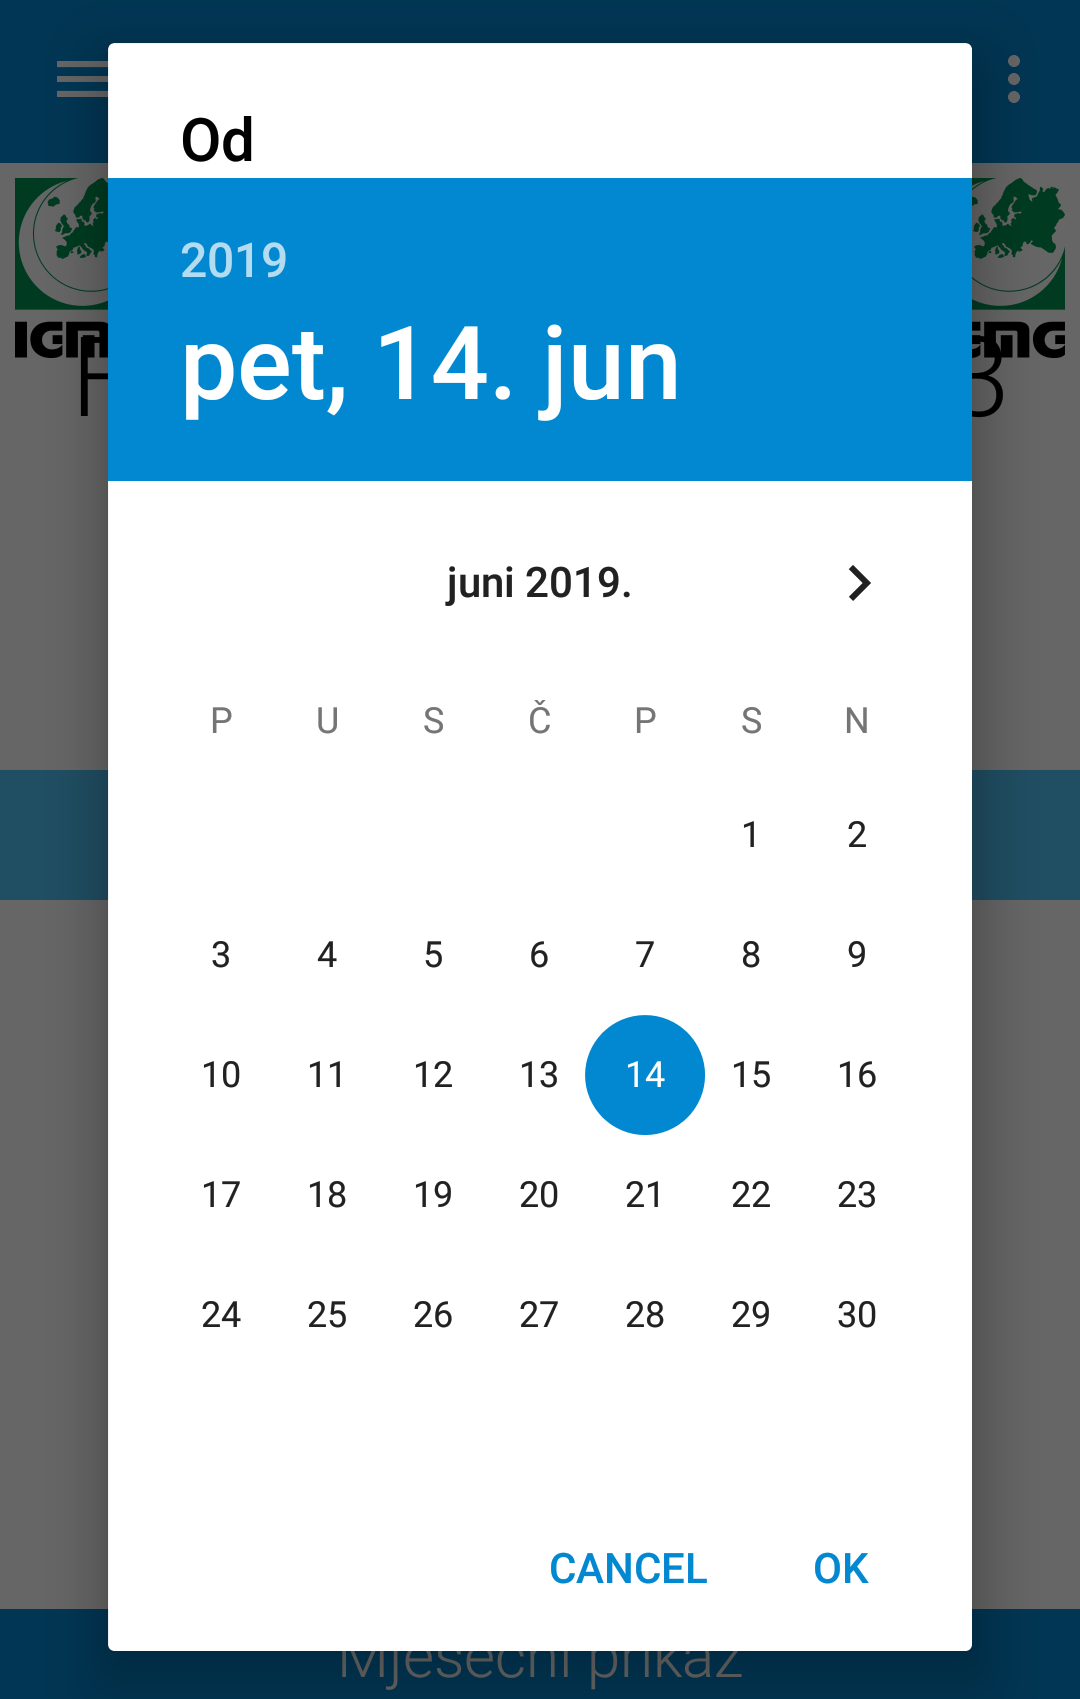 Od
2019
pet, 14. jun
juni 2019.
P U S Č P S N
1 2
3 4 5 6 7 8 9
10 11 12 13 14 15 16
17 18 19 20 21 22 23
24 25 26 27 28 29 30
CANCEL OK
Mjesečni prikaz